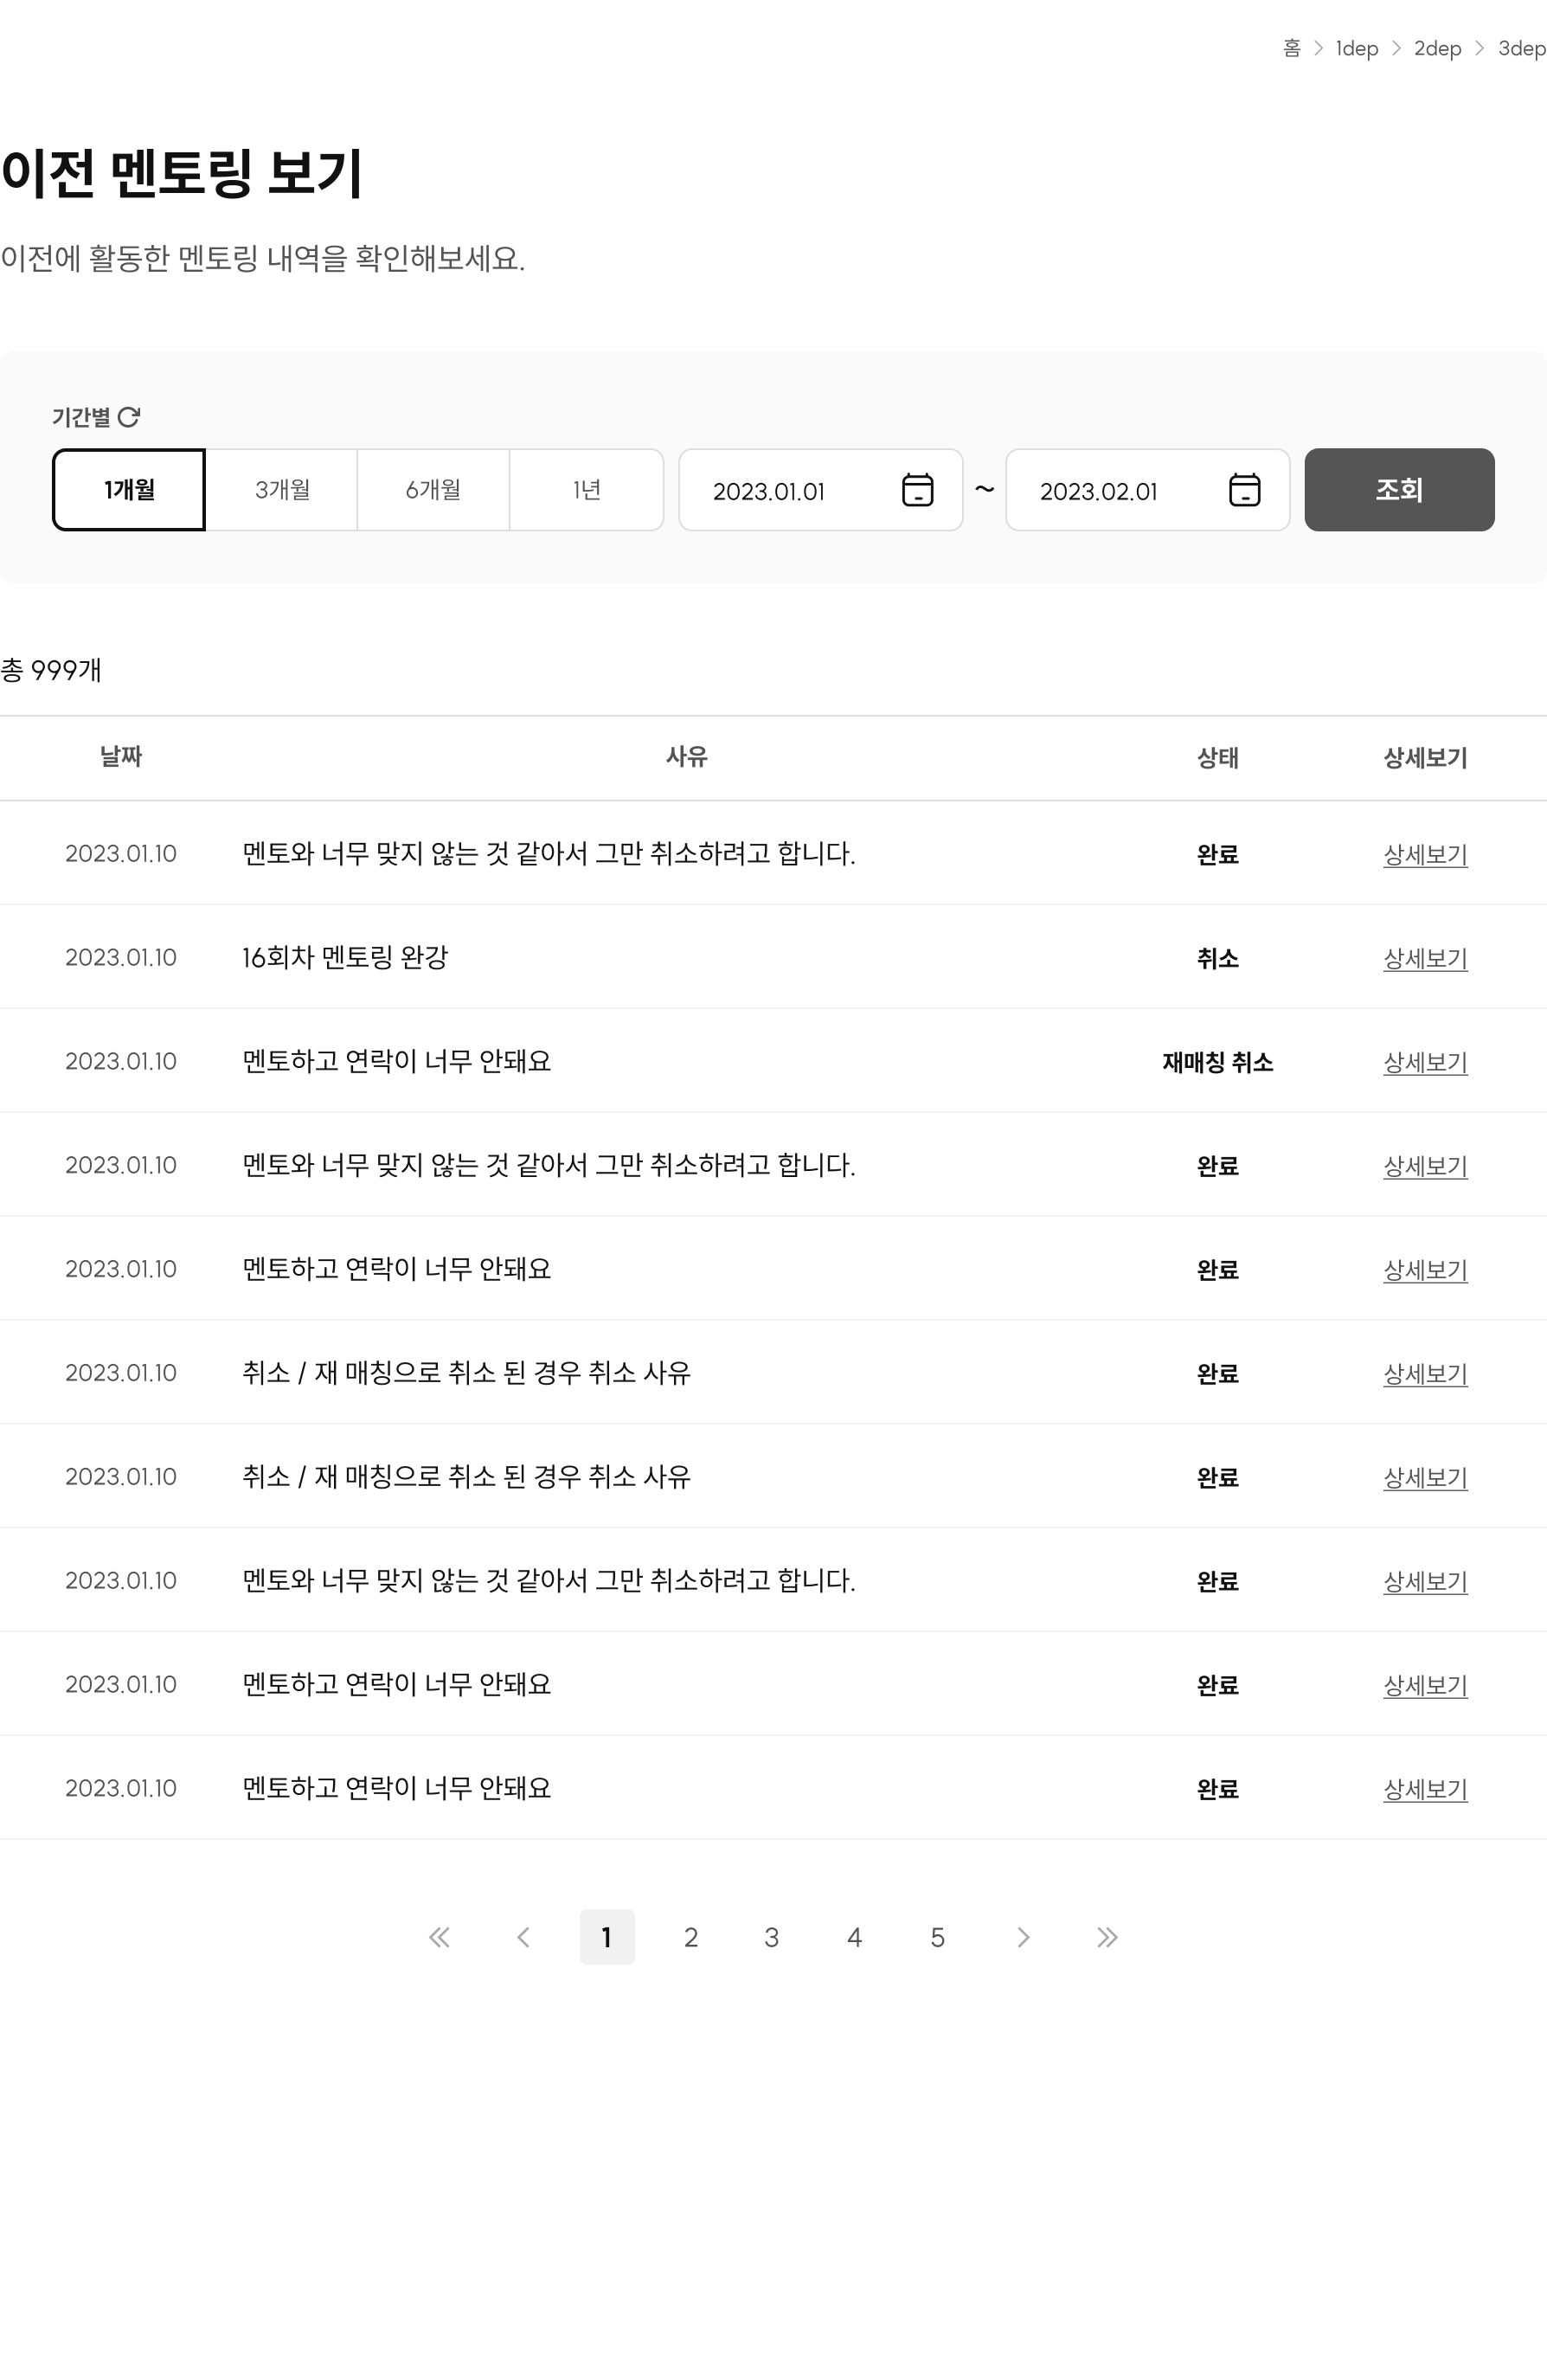 홈 > 1dep > 2dep > 3dep
이전 멘토링 보기
이전에 활동한 멘토링 내역을 확인해보세요.
기간별
1개월 3개월 6개월 1년 2023.01.01 ~ 2023.02.01 조회
총 999개
날짜 사유 상태 상세보기
2023.01.10 멘토와 너무 맞지 않는 것 같아서 그만 취소하려고 합니다. 완료 상세보기
2023.01.10 16회차 멘토링 완강 취소 상세보기
2023.01.10 멘토하고 연락이 너무 안돼요 재매칭 취소 상세보기
2023.01.10 멘토와 너무 맞지 않는 것 같아서 그만 취소하려고 합니다. 완료 상세보기
2023.01.10 멘토하고 연락이 너무 안돼요 완료 상세보기
2023.01.10 취소 / 재 매칭으로 취소 된 경우 취소 사유 완료 상세보기
2023.01.10 취소 / 재 매칭으로 취소 된 경우 취소 사유 완료 상세보기
2023.01.10 멘토와 너무 맞지 않는 것 같아서 그만 취소하려고 합니다. 완료 상세보기
2023.01.10 멘토하고 연락이 너무 안돼요 완료 상세보기
2023.01.10 멘토하고 연락이 너무 안돼요 완료 상세보기
1 2 3 4 5